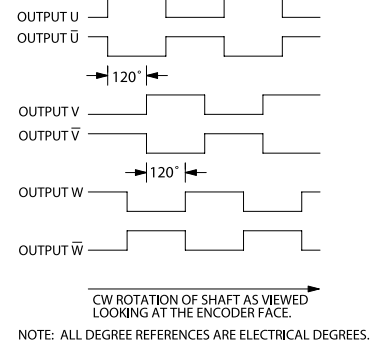 OUTPUT U
OUTPUT U̅
120°
OUTPUT V
OUTPUT V̅
120°
OUTPUT W
OUTPUT W̅
CW ROTATION OF SHAFT AS VIEWED
LOOKING AT THE ENCODER FACE.
NOTE: ALL DEGREE REFERENCES ARE ELECTRICAL DEGREES.